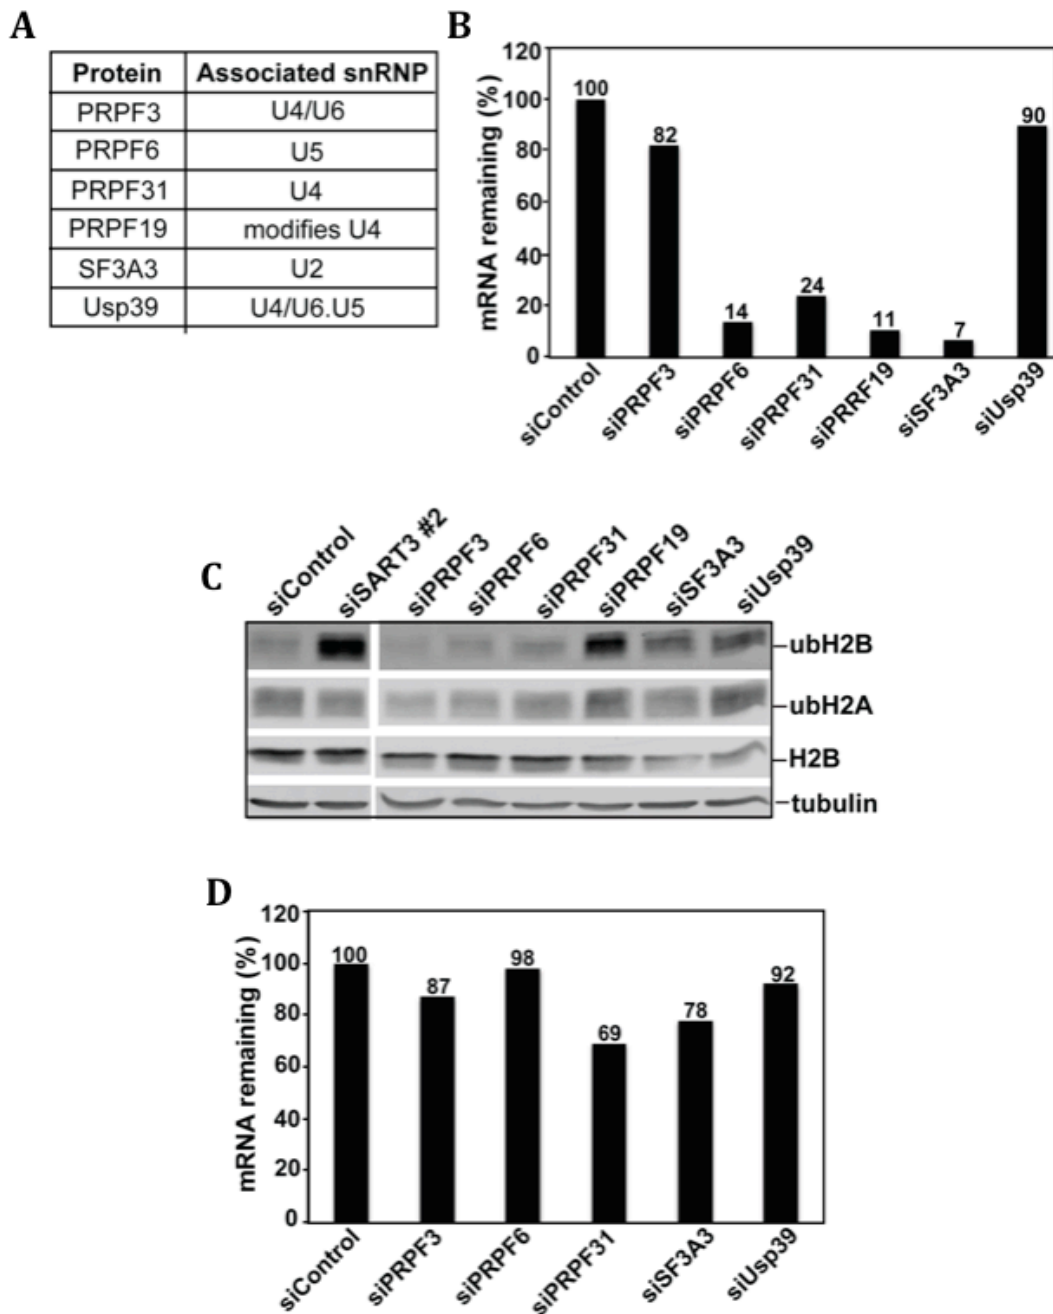 A
Protein Associated snRNP
PRPF3 U4/U6
PRPF6 U5
PRPF31 U4
PRPF19 modifies U4
SF3A3 U2
Usp39 U4/U6.U5
B
mRNA remaining (%)
120
100
80
60
40
20
0
100
82
14
24
11
7
90
siControl
siPRPF3
siPRPF6
siPRPF31
siPRRF19
siSF3A3
siUsp39
C
siControl
siSART3 #2
siPRPF3
siPRPF6
siPRPF31
siPRPF19
siSF3A3
siUsp39
ubH2B
ubH2A
H2B
tubulin
D
mRNA remaining (%)
120
100
80
60
40
20
0
100
87
98
69
78
92
siControl
siPRPF3
siPRPF6
siPRPF31
siSF3A3
siUsp39